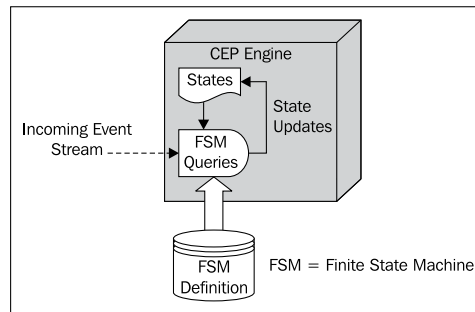 CEP Engine
States
State
Updates
Incoming Event
Stream
FSM
Queries
FSM
Definition
FSM = Finite State Machine